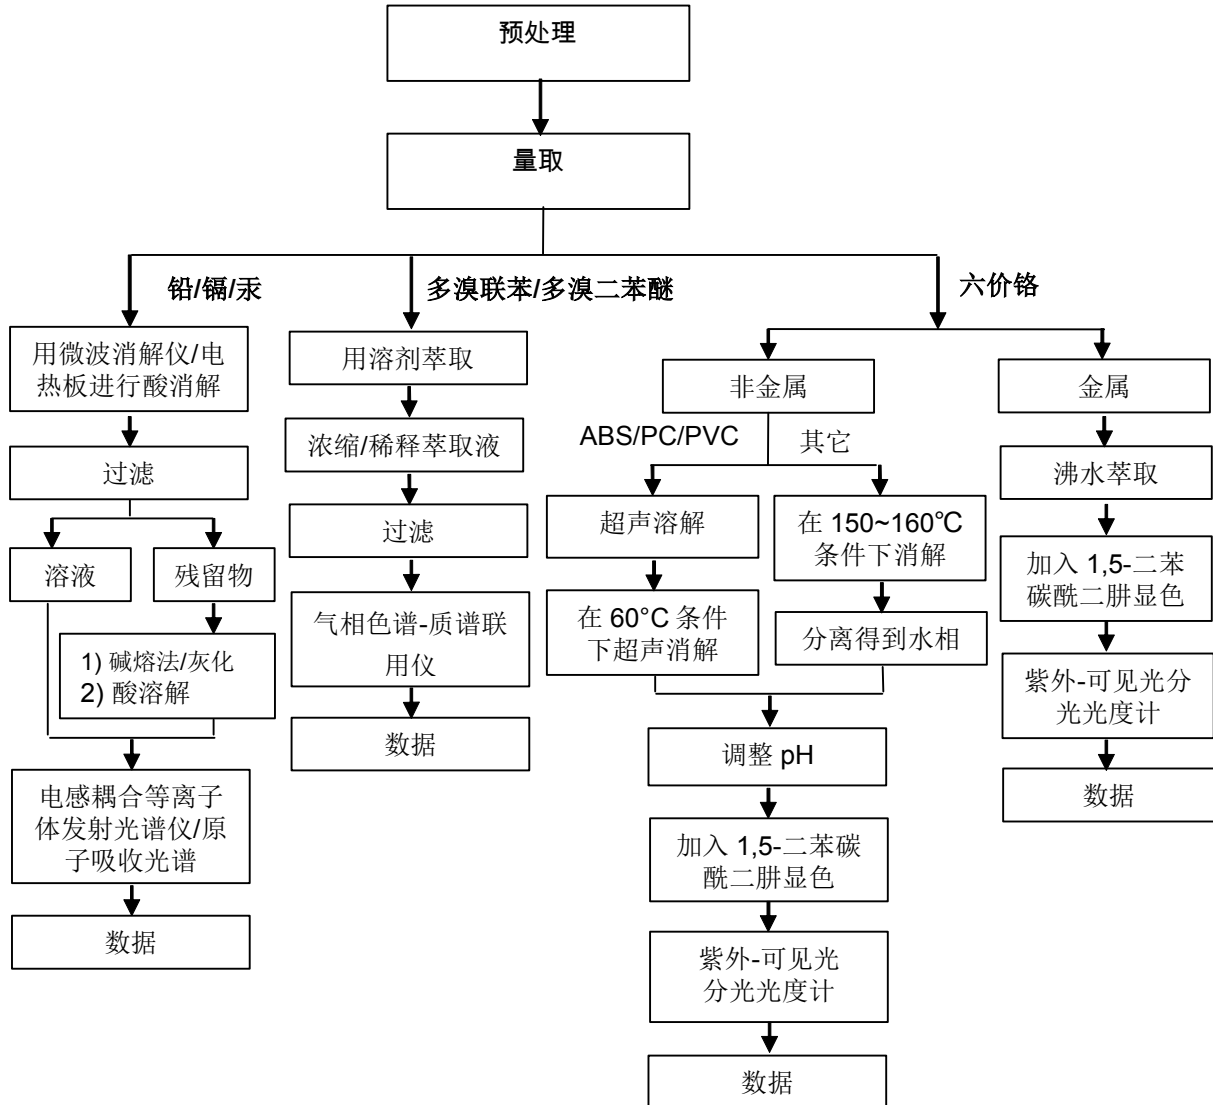 预处理
量取
铅/镉/汞
多溴联苯/多溴二苯醚
六价铬
用微波消解仪/电
热板进行酸消解
过滤
溶液
残留物
1) 碱熔法/灰化
2) 酸溶解
电感耦合等离子
体发射光谱仪/原
子吸收光谱
数据
用溶剂萃取
浓缩/稀释萃取液
过滤
气相色谱-质谱联
用仪
数据
非金属
ABS/PC/PVC
其它
超声溶解
在 60°C 条件
下超声消解
在 150~160℃
条件下消解
分离得到水相
调整 pH
加入 1,5-二苯碳
酰二肼显色
紫外-可见光
分光光度计
数据
金属
沸水萃取
加入 1,5-二苯
碳酰二肼显色
紫外-可见光分
光光度计
数据